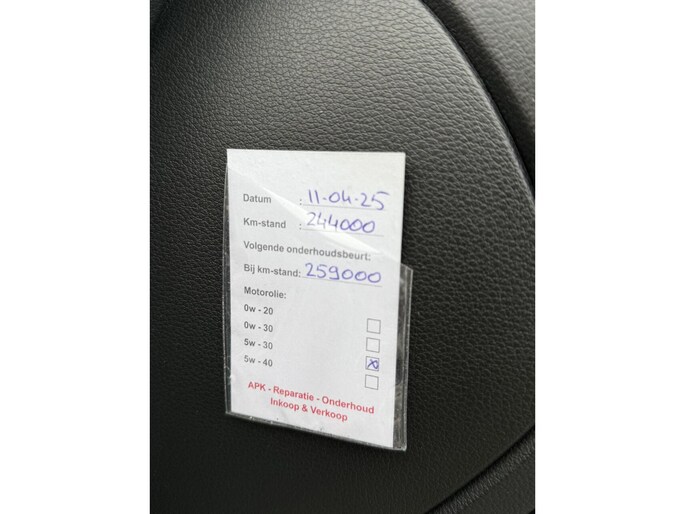 Datum : 11-04-25
Km-stand : 244000
Volgende onderhoudsbeurt:
Bij km-stand: 259000
Motorolie:
0w - 20
0w - 30
5w - 30
5w - 40
APK - Reparatie - Onderhoud
Inkoop & Verkoop